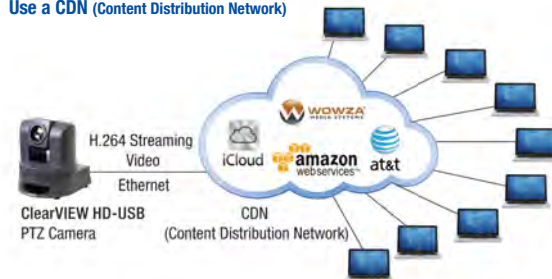 Use a CDN (Content Distribution Network)
WOWZA
MEDIA SYSTEMS
H.264 Streaming
Video
Ethernet
iCloud
amazon
webservices™
at&t
ClearVIEW HD-USB
PTZ Camera
CDN
(Content Distribution Network)